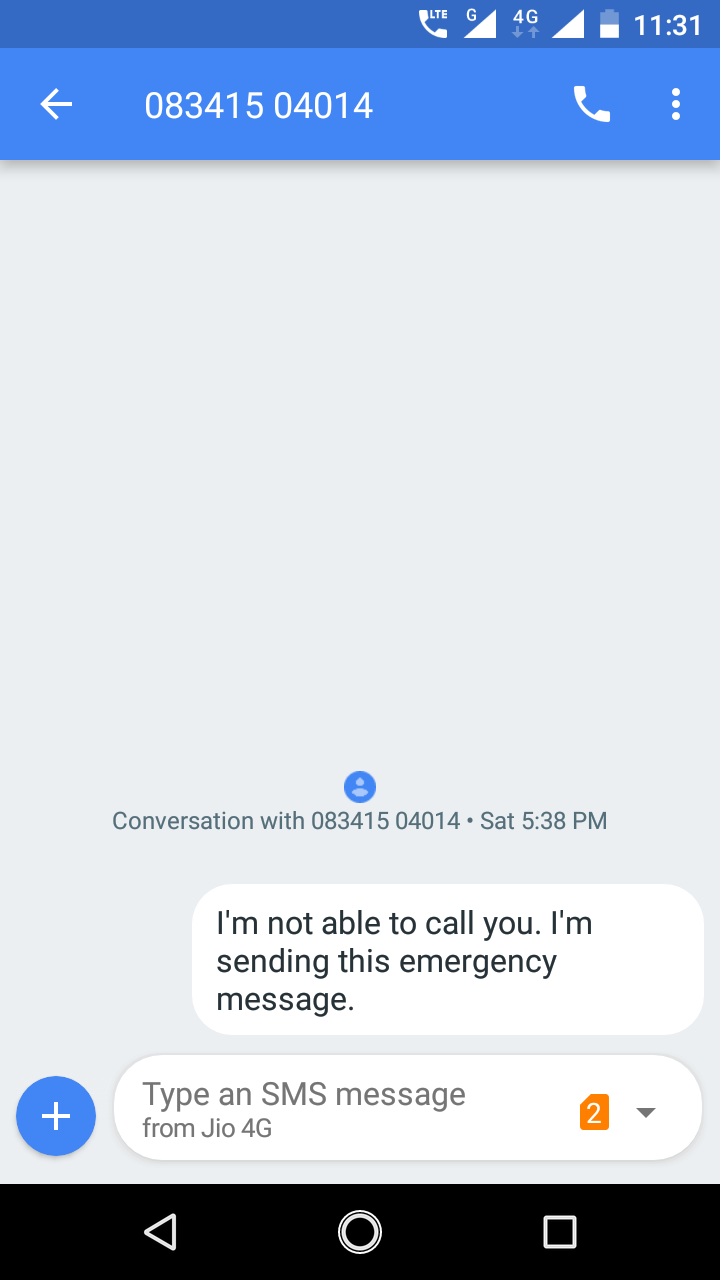 LTE G 4G 11:31
083415 04014
Conversation with 083415 04014 • Sat 5:38 PM
I'm not able to call you. I'm
sending this emergency
message.
Type an SMS message
from Jio 4G
2